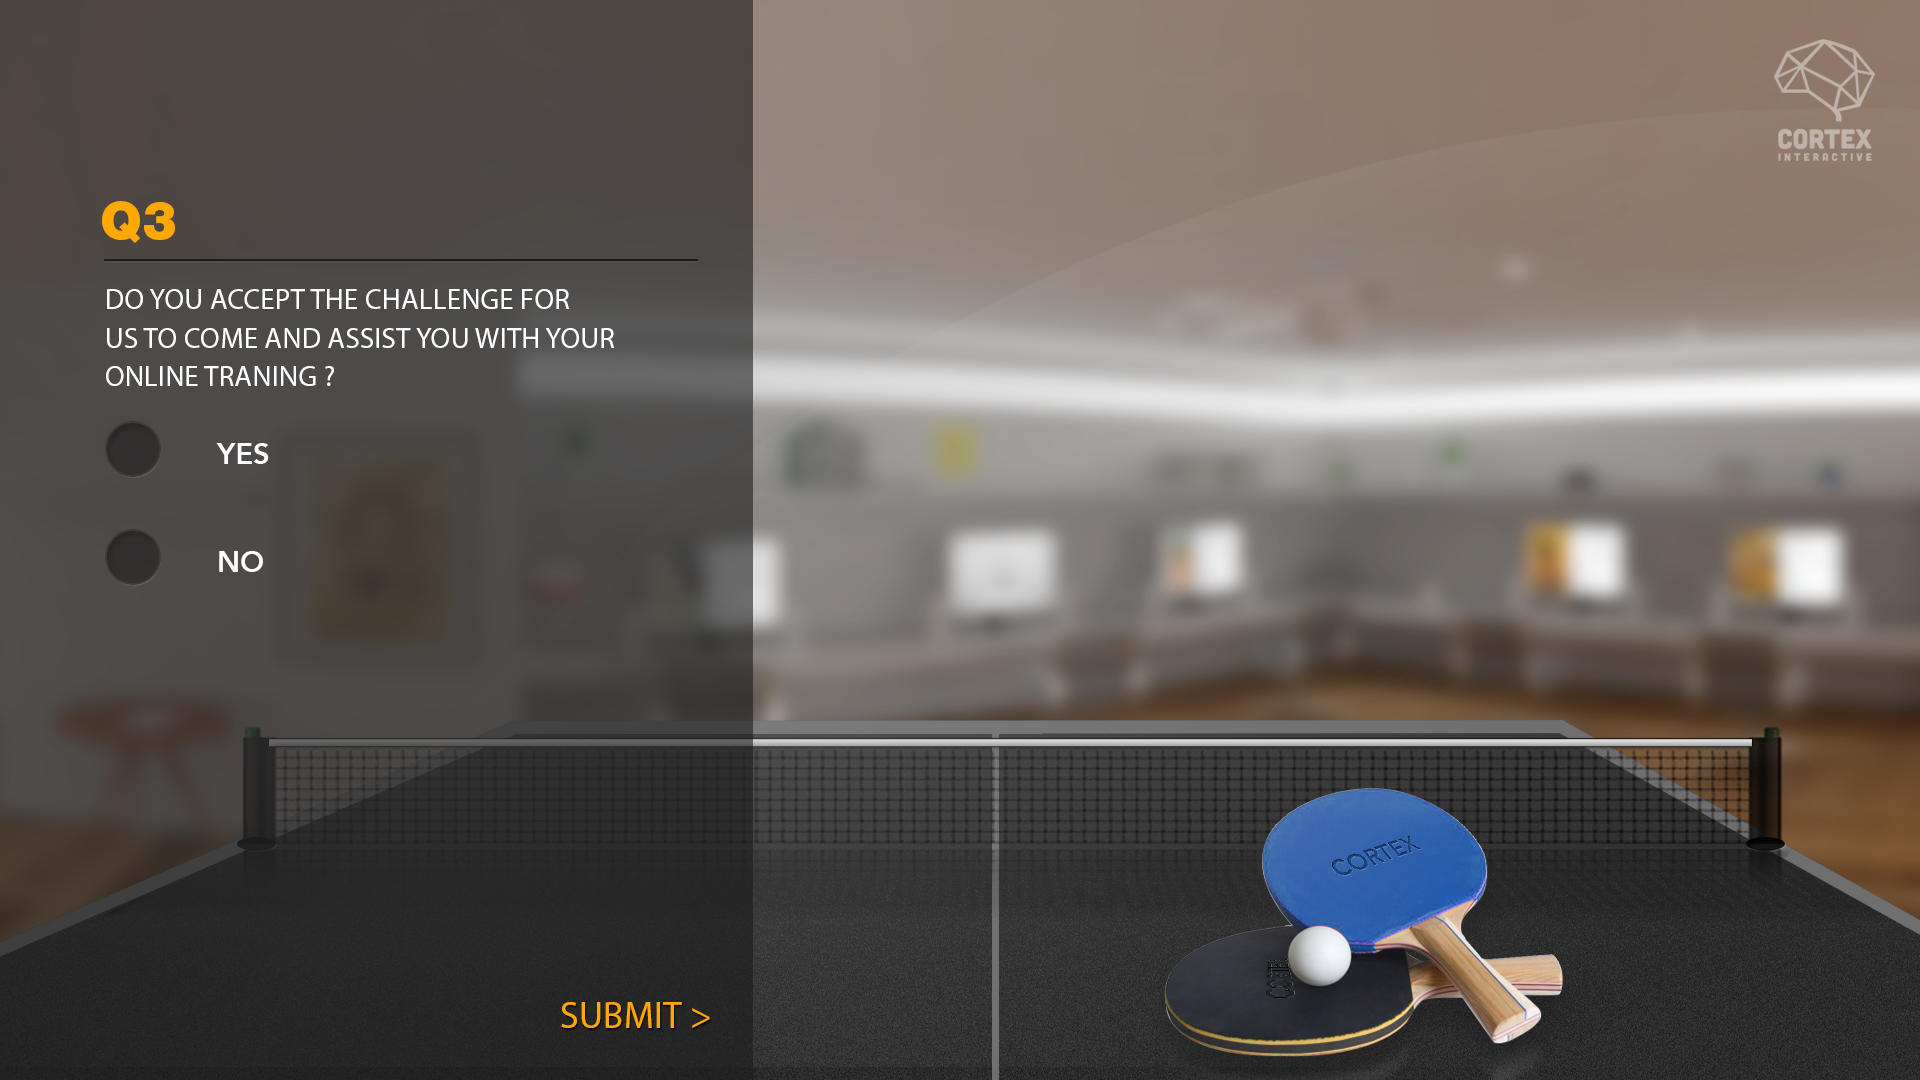 CORTEX
INTERACTIVE
Q3
DO YOU ACCEPT THE CHALLENGE FOR
US TO COME AND ASSIST YOU WITH YOUR
ONLINE TRANING ?
YES
NO
CORTEX
SUBMIT >